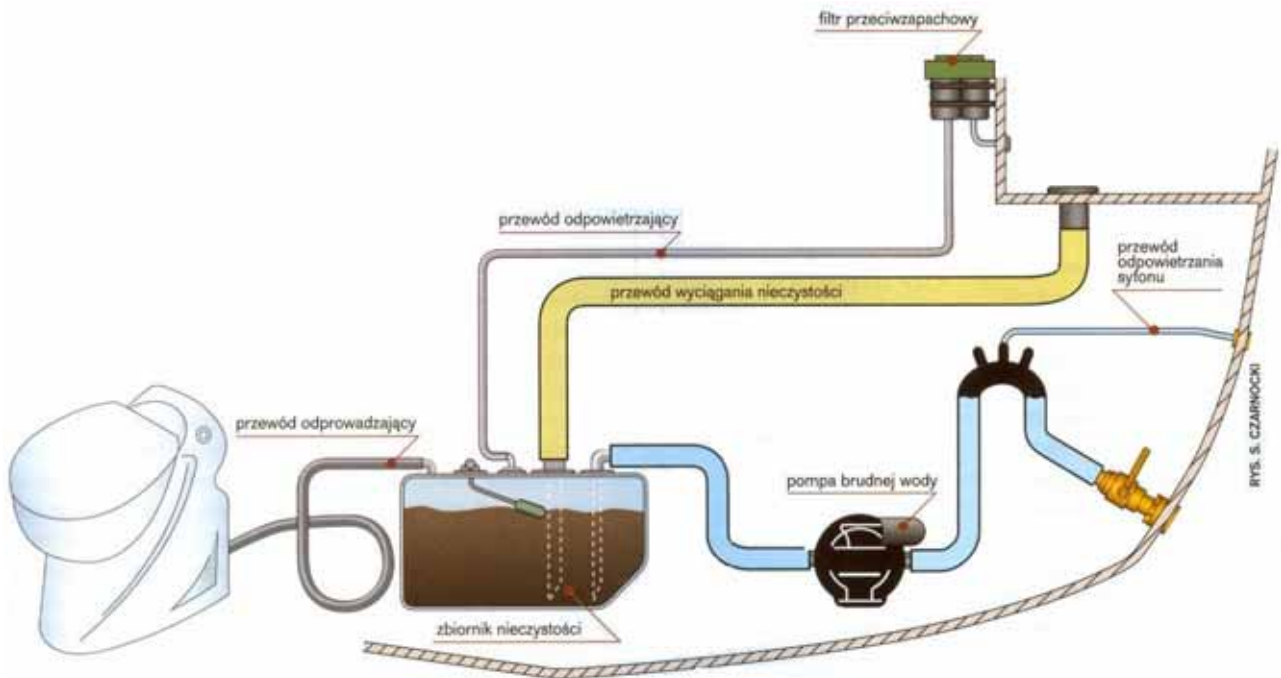 filtr przeciwzapachowy
przewód odpowietrzający
przewód
odpowietrzania
syfonu
przewód wyciągania nieczystości
RYS. S. CZARNOCKI
przewód odprowadzający
pompa brudnej wody
zbiornik nieczystości